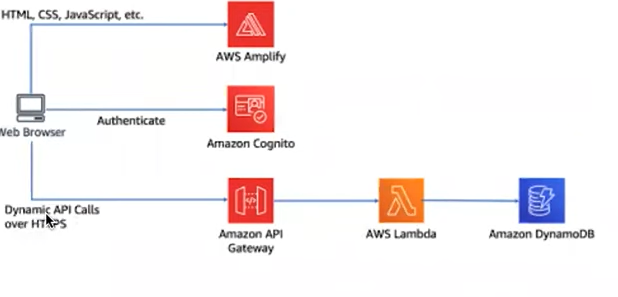 HTML, CSS, JavaScript, etc.
AWS Amplify
Authenticate
Web Browser
Amazon Cognito
Dynamic API Calls
over HTTPS
Amazon API
Gateway
AWS Lambda
Amazon DynamoDB